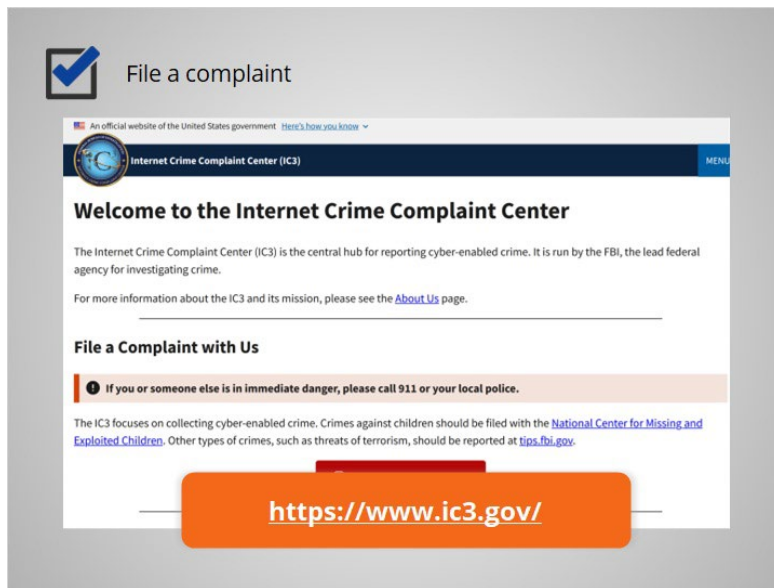 File a complaint
An official website of the United States government Here's how you know
Internet Crime Complaint Center (IC3)
MENU
Welcome to the Internet Crime Complaint Center
The Internet Crime Complaint Center (IC3) is the central hub for reporting cyber-enabled crime. It is run by the FBI, the lead federal
agency for investigating crime.
For more information about the IC3 and its mission, please see the About Us page.
File a Complaint with Us
If you or someone else is in immediate danger, please call 911 or your local police.
The IC3 focuses on collecting cyber-enabled crime. Crimes against children should be filed with the National Center for Missing and
Exploited Children. Other types of crimes, such as threats of terrorism, should be reported at tips.fbi.gov.
https://www.ic3.gov/